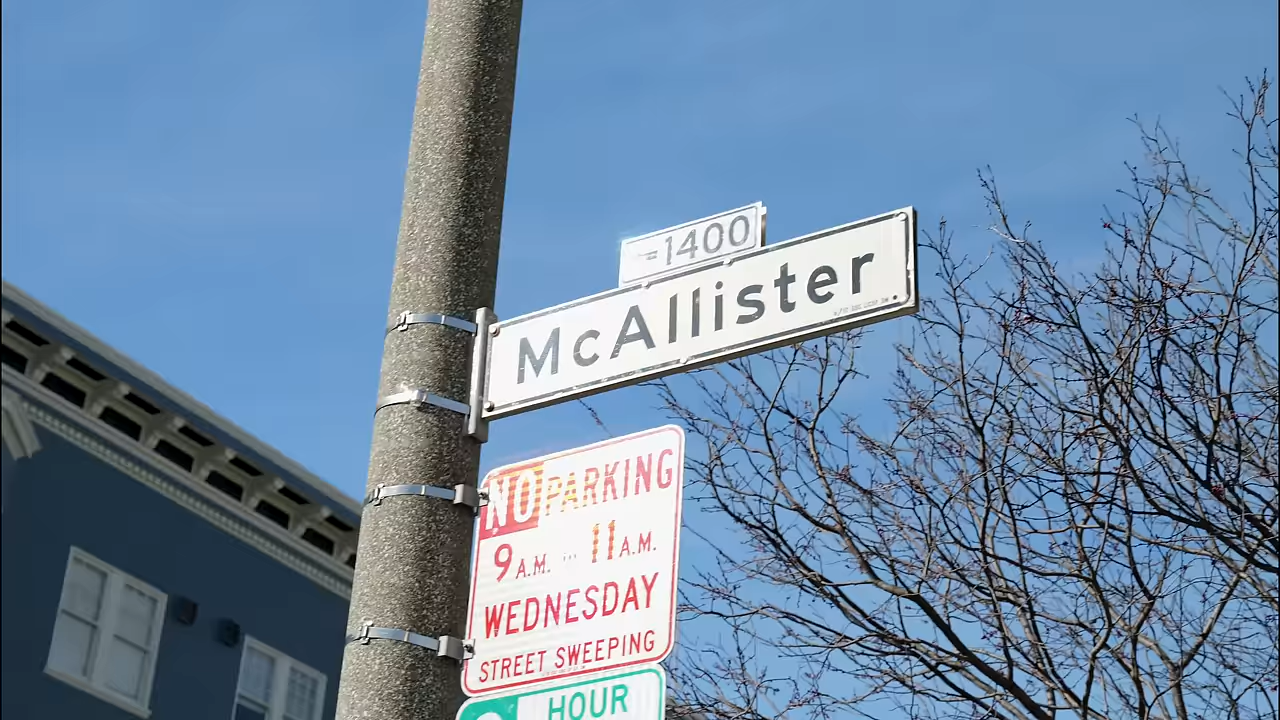 1400
McAllister
NO PARKING
9 A.M. 11 A.M.
WEDNESDAY
STREET SWEEPING
HOUR